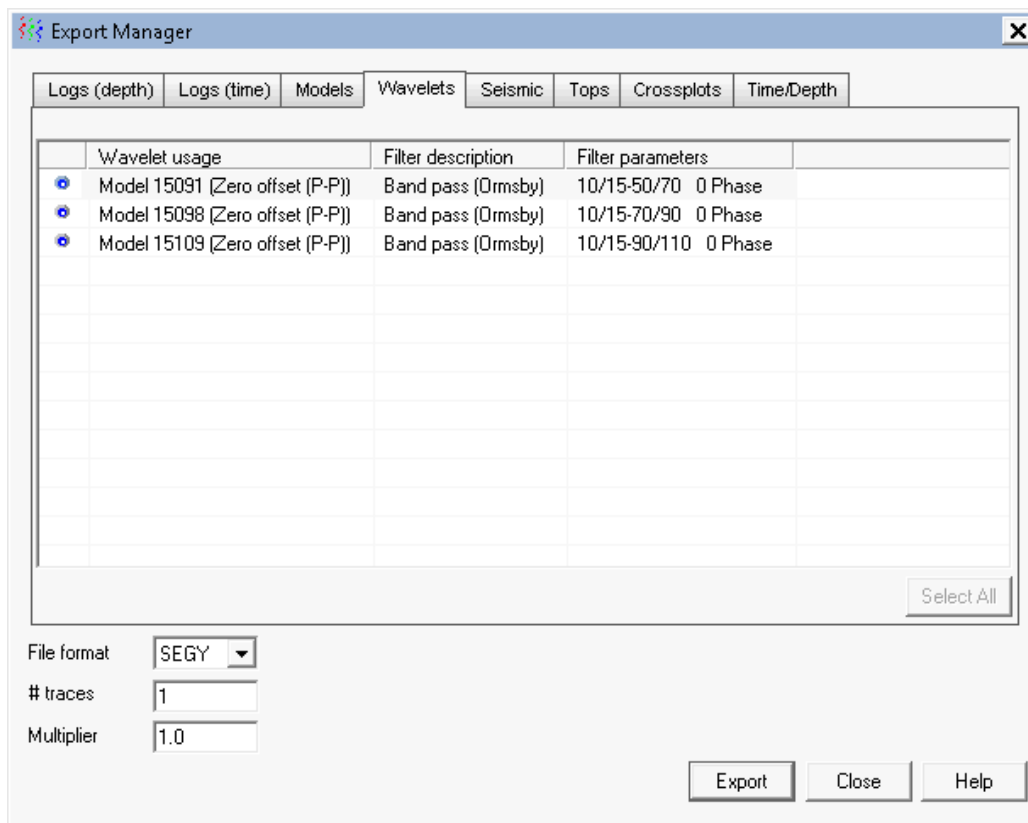 Export Manager
Logs (depth) Logs (time) Models Wavelets Seismic Tops Crossplots Time/Depth
Wavelet usage Filter description Filter parameters
Model 15091 (Zero offset (P-P)) Band pass (Ormsby) 10/15-50/70 0 Phase
Model 15098 (Zero offset (P-P)) Band pass (Ormsby) 10/15-70/90 0 Phase
Model 15109 (Zero offset (P-P)) Band pass (Ormsby) 10/15-90/110 0 Phase
Select All
File format SEGY
# traces 1
Multiplier 1.0
Export Close Help